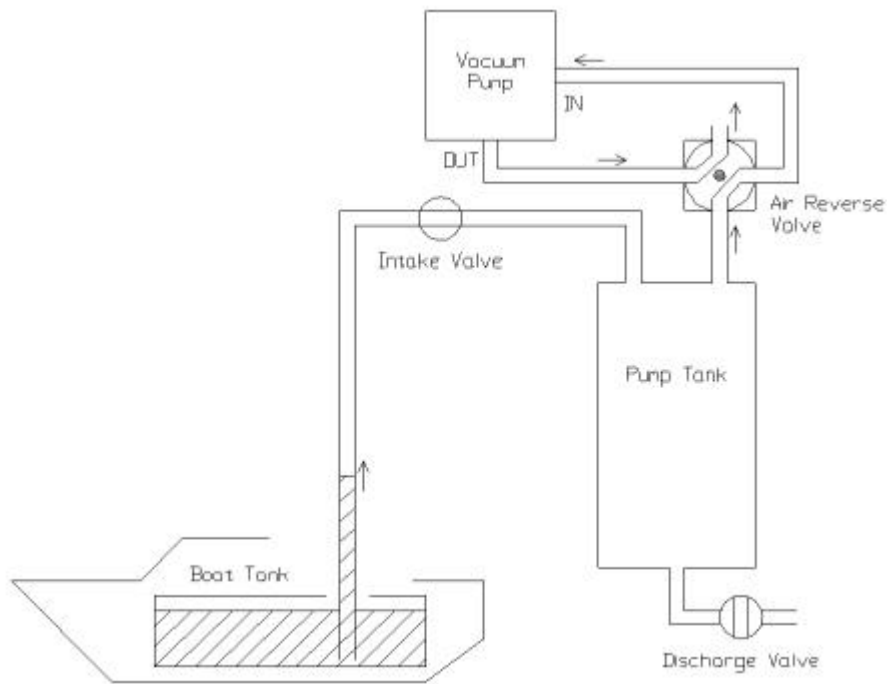 Vacuum
Pump
IN
OUT
Air Reverse
Valve
Intake Valve
Pump Tank
Boat Tank
Discharge Valve